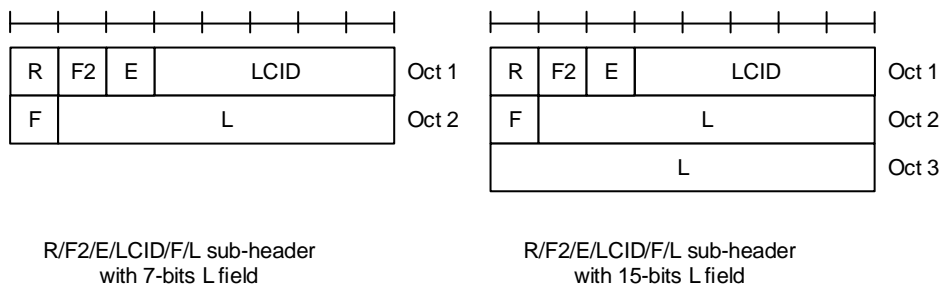 R F2 E LCID Oct 1
F L Oct 2
R/F2/E/LCID/F/L sub-header
with 7-bits L field
R F2 E LCID Oct 1
F L Oct 2
L Oct 3
R/F2/E/LCID/F/L sub-header
with 15-bits L field